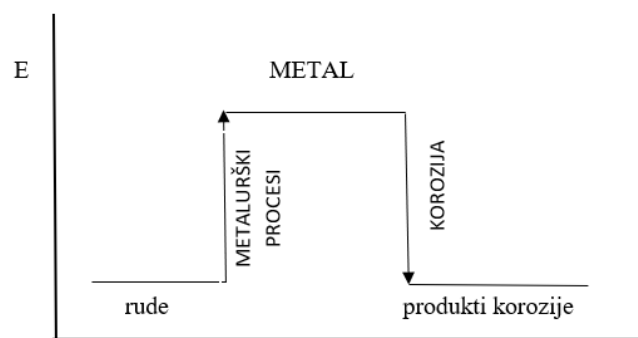 E
METAL
METALURŠKI
PROCESI
KOROZIJA
rude
produkti korozije